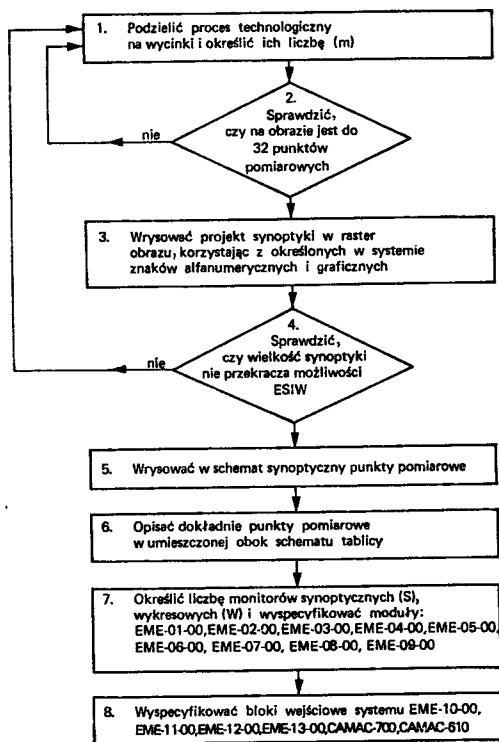 1. Podzielić proces technologiczny
na wycinki i określić ich liczbę (m)
2.
Sprawdzić,
czy na obrazie jest do
32 punktów
pomiarowych
nie
3. Wrysować projekt synoptyki w raster
obrazu, korzystając z określonych w systemie
znaków alfanumerycznych i graficznych
4.
Sprawdzić,
czy wielkość synoptyki
nie przekracza możliwości
ESIW
nie
5. Wrysować w schemat synoptyczny punkty pomiarowe
6. Opisać dokładnie punkty pomiarowe
w umieszczonej obok schematu tablicy
7. Określić liczbę monitorów synoptycznych (S),
wykresowych (W) i wyspecyfikować moduły:
EME-01-00,EME-02-00,EME-03-00,EME-04-00,EME-05-00,
EME-06-00, EME-07-00, EME-08-00, EME-09-00
8. Wyspecyfikować bloki wejściowe systemu EME-10-00,
EME-11-00,EME-12-00,EME-13-00,CAMAC-700,CAMAC-610